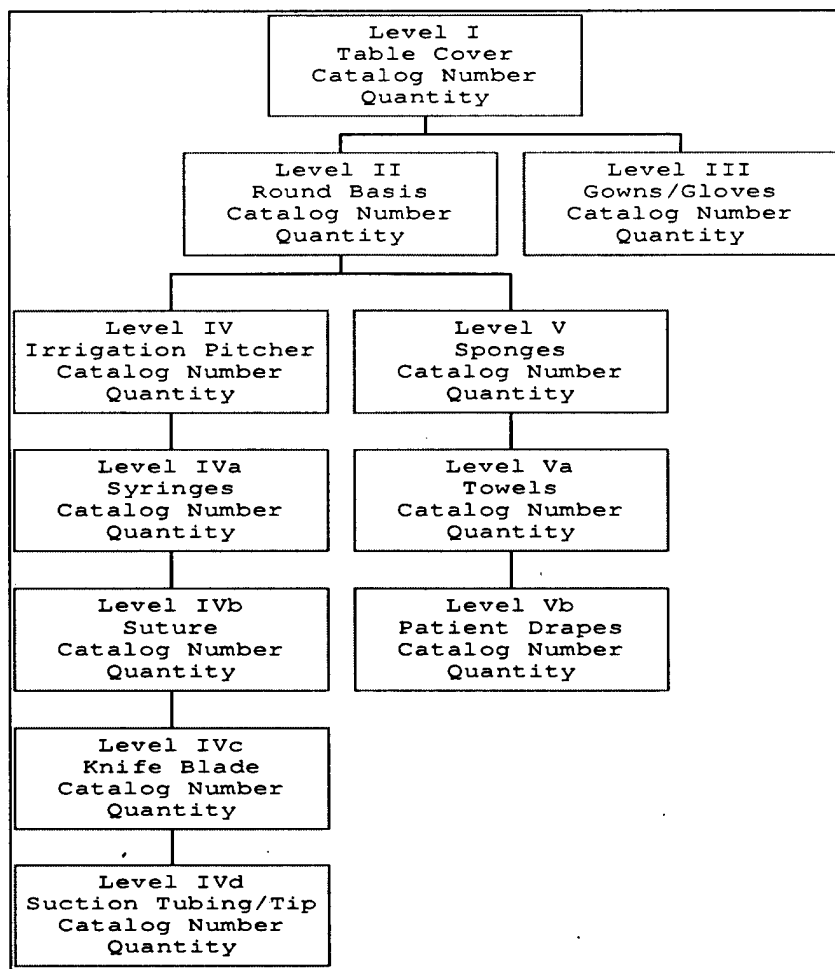 Level I
Table Cover
Catalog Number
Quantity
Level II
Round Basis
Catalog Number
Quantity
Level III
Gowns/Gloves
Catalog Number
Quantity
Level IV
Irrigation Pitcher
Catalog Number
Quantity
Level V
Sponges
Catalog Number
Quantity
Level IVa
Syringes
Catalog Number
Quantity
Level Va
Towels
Catalog Number
Quantity
Level IVb
Suture
Catalog Number
Quantity
Level Vb
Patient Drapes
Catalog Number
Quantity
Level IVc
Knife Blade
Catalog Number
Quantity
Level IVd
Suction Tubing/Tip
Catalog Number
Quantity